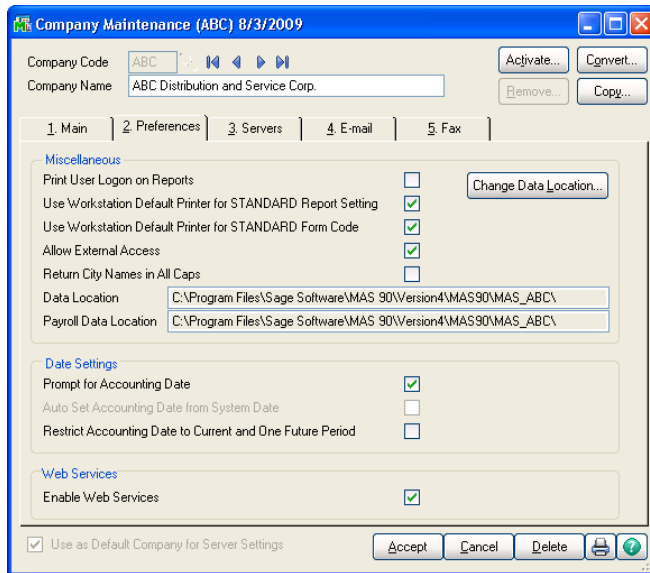 Company Maintenance (ABC) 8/3/2009
Company Code ABC Activate... Convert...
Company Name ABC Distribution and Service Corp. Remove... Copy...
1. Main 2. Preferences 3. Servers 4. E-mail 5. Fax
Miscellaneous
Print User Logon on Reports Change Data Location...
Use Workstation Default Printer for STANDARD Report Setting
Use Workstation Default Printer for STANDARD Form Code
Allow External Access
Return City Names in All Caps
Data Location C:\Program Files\Sage Software\MAS 90\Version4\MAS90\MAS_ABC\
Payroll Data Location C:\Program Files\Sage Software\MAS 90\Version4\MAS90\MAS_ABC\
Date Settings
Prompt for Accounting Date
Auto Set Accounting Date from System Date
Restrict Accounting Date to Current and One Future Period
Web Services
Enable Web Services
Use as Default Company for Server Settings Accept Cancel Delete ?